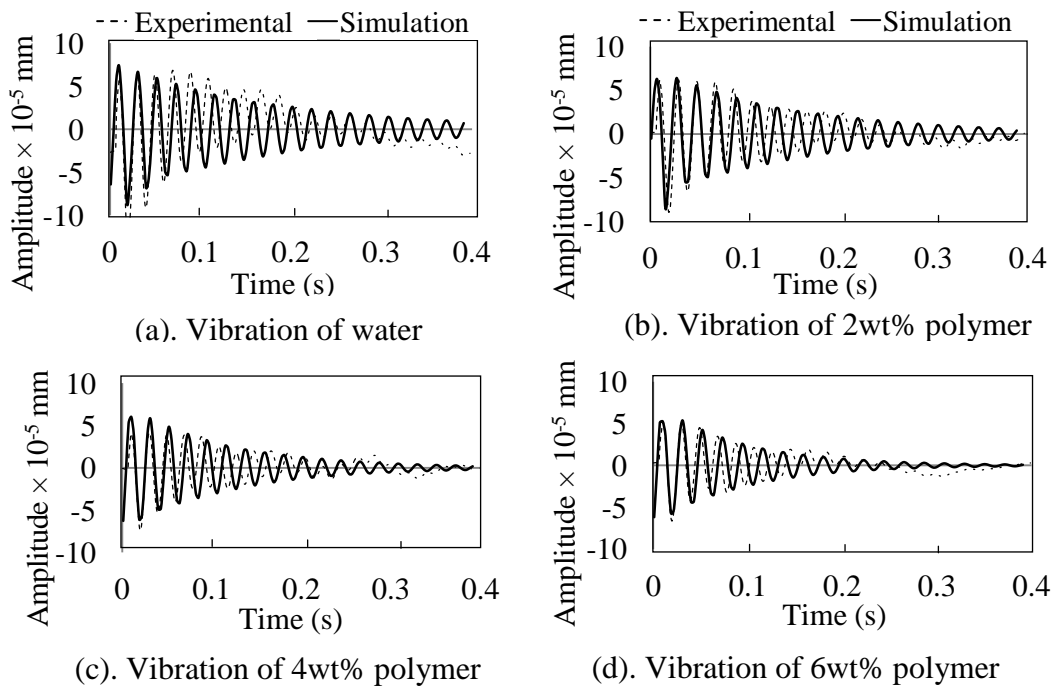 Experimental Simulation
10
5
0
-5
-10
Amplitude × 10-5 mm
0 0.1 0.2 0.3 0.4
Time (s)
(a). Vibration of water
Experimental Simulation
10
5
0
-5
-10
Amplitude × 10-5 mm
0 0.1 0.2 0.3 0.4
Time (s)
(b). Vibration of 2wt% polymer
10
5
0
-5
-10
Amplitude × 10-5 mm
0 0.1 0.2 0.3 0.4
Time (s)
(c). Vibration of 4wt% polymer
10
5
0
-5
-10
Amplitude × 10-5 mm
0 0.1 0.2 0.3 0.4
Time (s)
(d). Vibration of 6wt% polymer